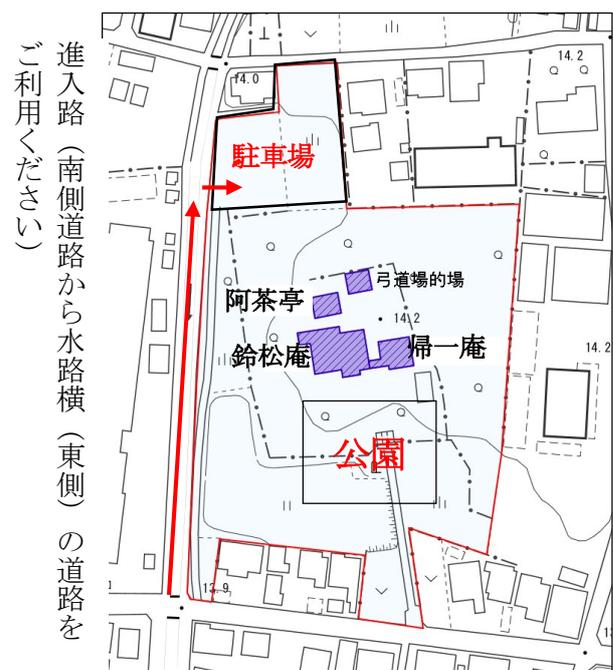 進入路（南側道路から水路横（東側）の道路を
ご利用ください）
14.0
14.2
駐車場
弓道場的場
阿茶亭
14.2
鈴松庵
帰一庵
14.2
公園
13.9